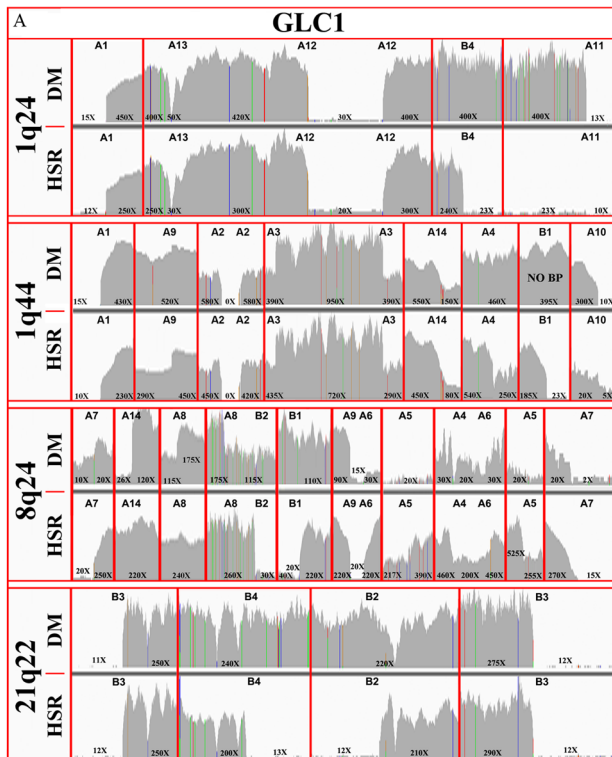 A
GLC1
1q24
DM
A1 A13 A12 A12 B4 A11
15X 450X 400X 50X 420X 30X 400X 400X 400X 13X
HSR
A1 A13 A12 A12 B4 A11
12X 250X 250X 30X 300X 20X 300X 240X 23X 23X 10X
1q44
DM
A1 A9 A2 A2 A3 A3 A14 A4 B1 A10
NO BP
15X 430X 520X 580X 0X 580X 390X 950X 390X 550X 150X 460X 395X 300X 10X
HSR
A1 A9 A2 A2 A3 A3 A14 A4 B1 A10
10X 230X 290X 450X 450X 0X 420X 435X 720X 290X 450X 80X 540X 250X 185X 23X 20X 5X
8q24
DM
A7 A14 A8 A8 B2 B1 A9 A6 A5 A4 A6 A5 A7
10X 20X 26X 120X 115X 175X 175X 115X 110X 90X 15X 30X 20X 30X 20X 30X 20X 20X 2X
HSR
A7 A14 A8 A8 B2 B1 A9 A6 A5 A4 A6 A5 A7
20X 250X 220X 240X 260X 30X 20X 40X 220X 220X 20X 220X 217X 390X 460X 200X 450X 525X 255X 270X 15X
21q22
DM
B3 B4 B2 B3
11X 250X 240X 220X 275X 12X
HSR
B3 B4 B2 B3
12X 250X 200X 13X 12X 210X 290X 12X